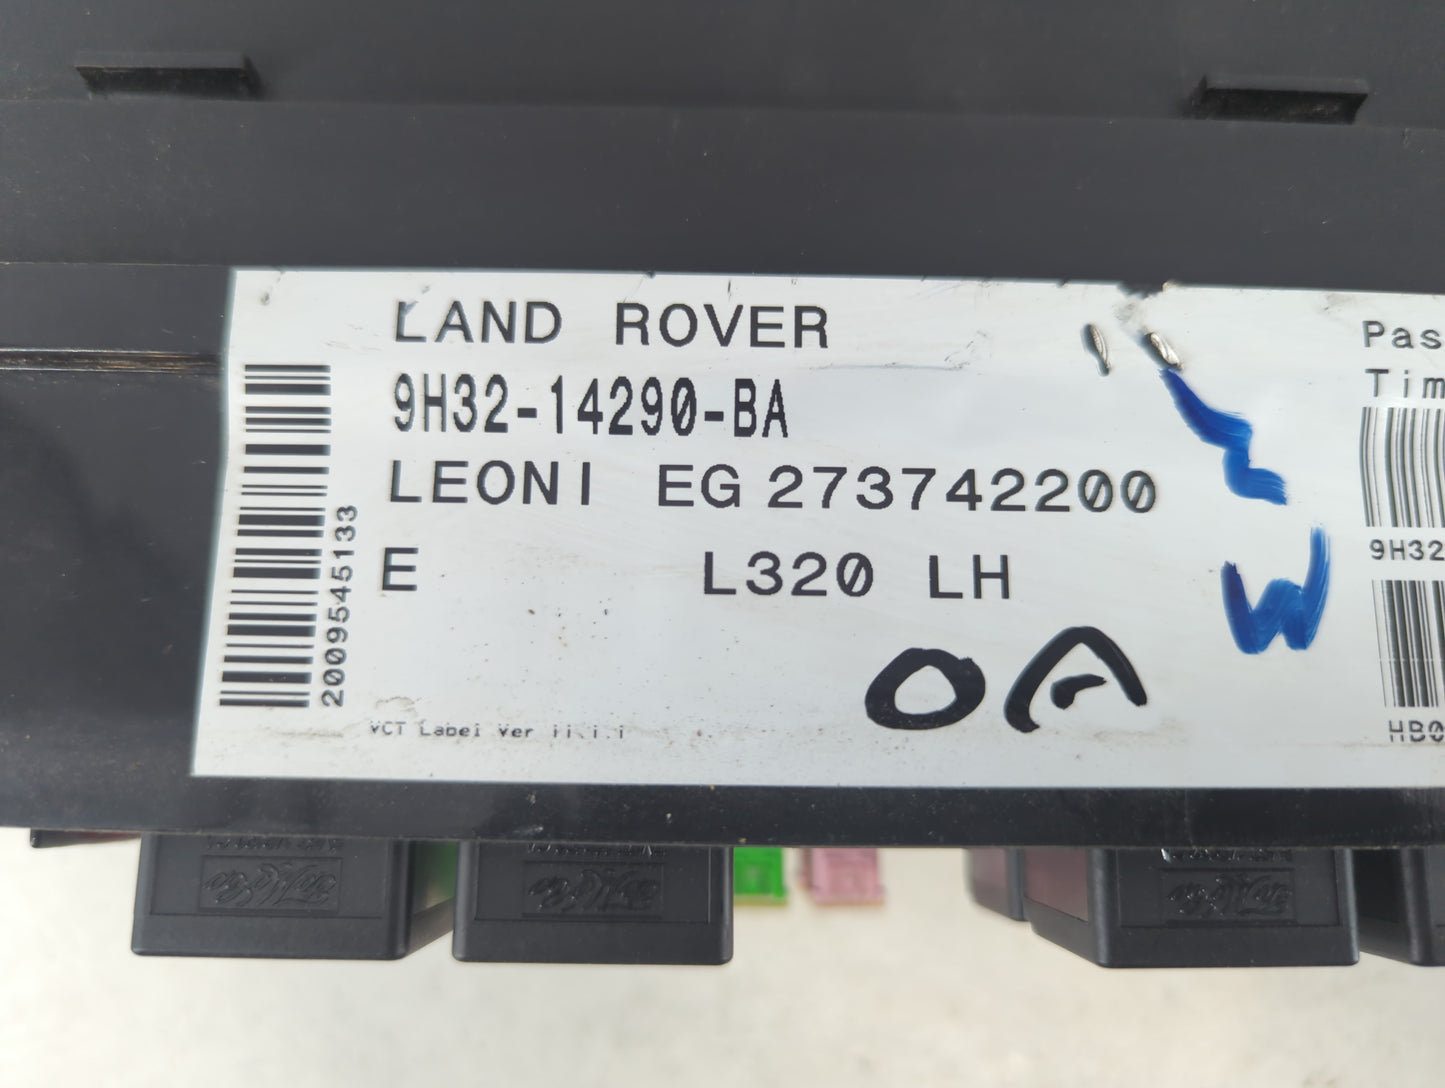 LAND ROVER
9H32-14290-BA
LEONI EG 273742200
E L320 LH
OA
VCT Label Ver
2009545133
Pas
Tim
9H32
HB0